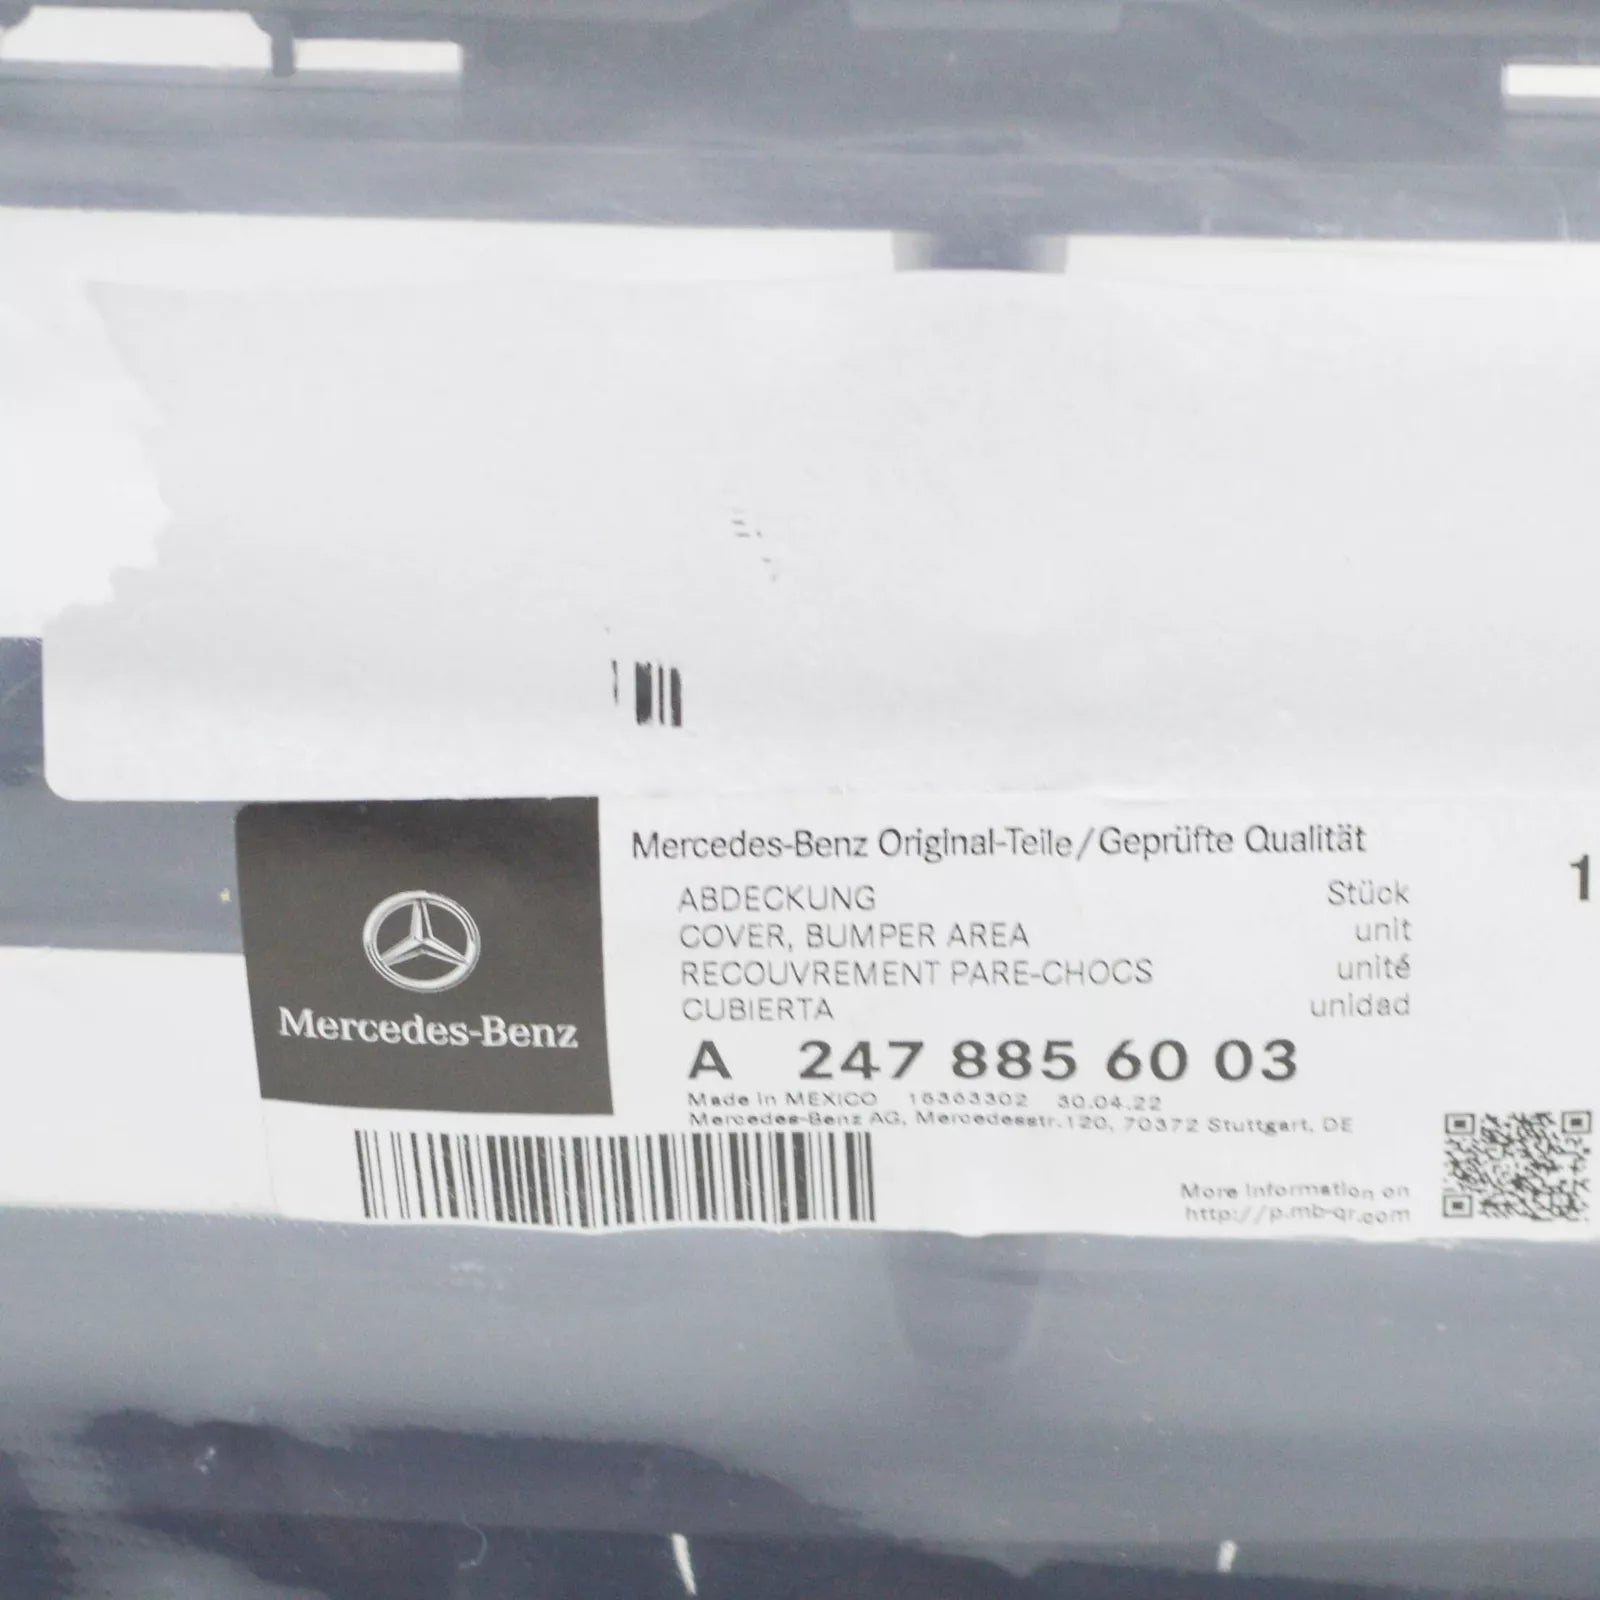 Mercedes-Benz
Mercedes-Benz Original-Teile/Geprüfte Qualität
ABDECKUNG Stück 1
COVER, BUMPER AREA unit
RECOUVREMENT PARE-CHOCS unité
CUBIERTA unidad
A 247 885 60 03
Made in MEXICO 16363302 30.04.22
Mercedes-Benz AG, Mercedesstr.120, 70372 Stuttgart, DE
More information on
http://p.mb-qr.com